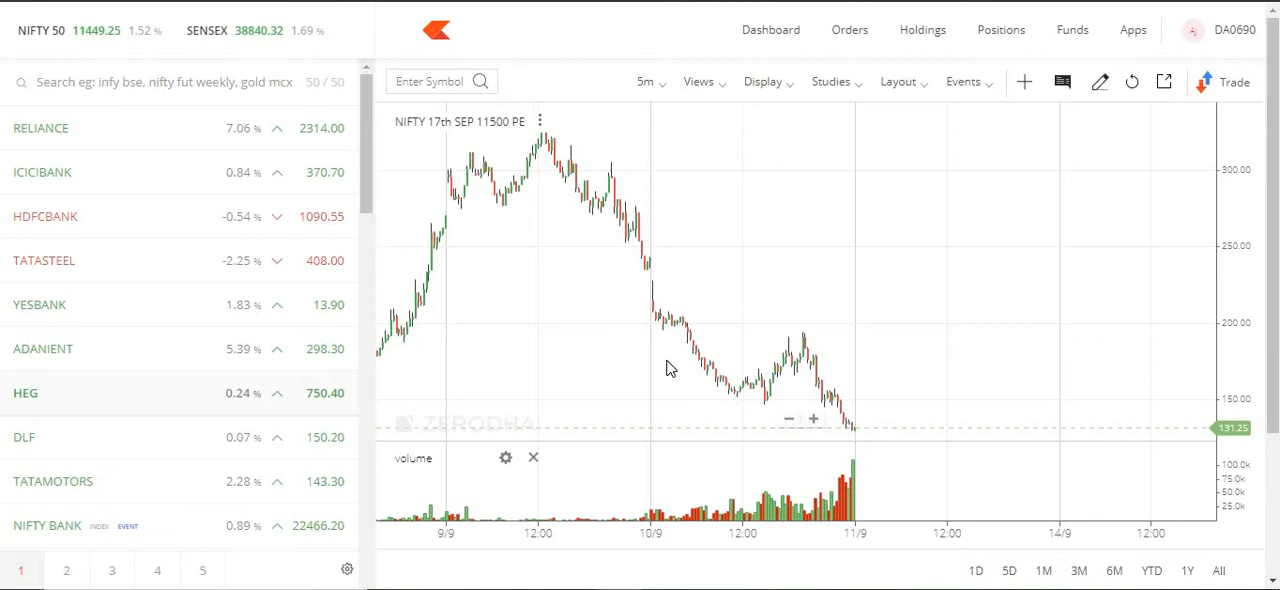 NIFTY 50 11449.25 1.52 % SENSEX 38840.32 1.69 %
Dashboard Orders Holdings Positions Funds Apps AJ DA0690
Search eg: infy bse, nifty fut weekly, gold mcx 50 / 50
Enter Symbol 5m Views Display Studies Layout Events Trade
RELIANCE 7.06 % 2314.00
ICICIBANK 0.84 % 370.70
HDFCBANK -0.54 % 1090.55
TATASTEEL -2.25 % 408.00
YESBANK 1.83 % 13.90
ADANIENT 5.39 % 298.30
HEG 0.24 % 750.40
DLF 0.07 % 150.20
TATAMOTORS 2.28 % 143.30
NIFTY BANK INDEX EVENT 0.89 % 22466.20
1 2 3 4 5
NIFTY 17th SEP 11500 PE
300.00
250.00
200.00
150.00
131.25
ZERODHA
volume
100.0k
75.0k
50.0k
25.0k
9/9 12:00 10/9 12:00 11/9 12:00 14/9 12:00
1D 5D 1M 3M 6M YTD 1Y All